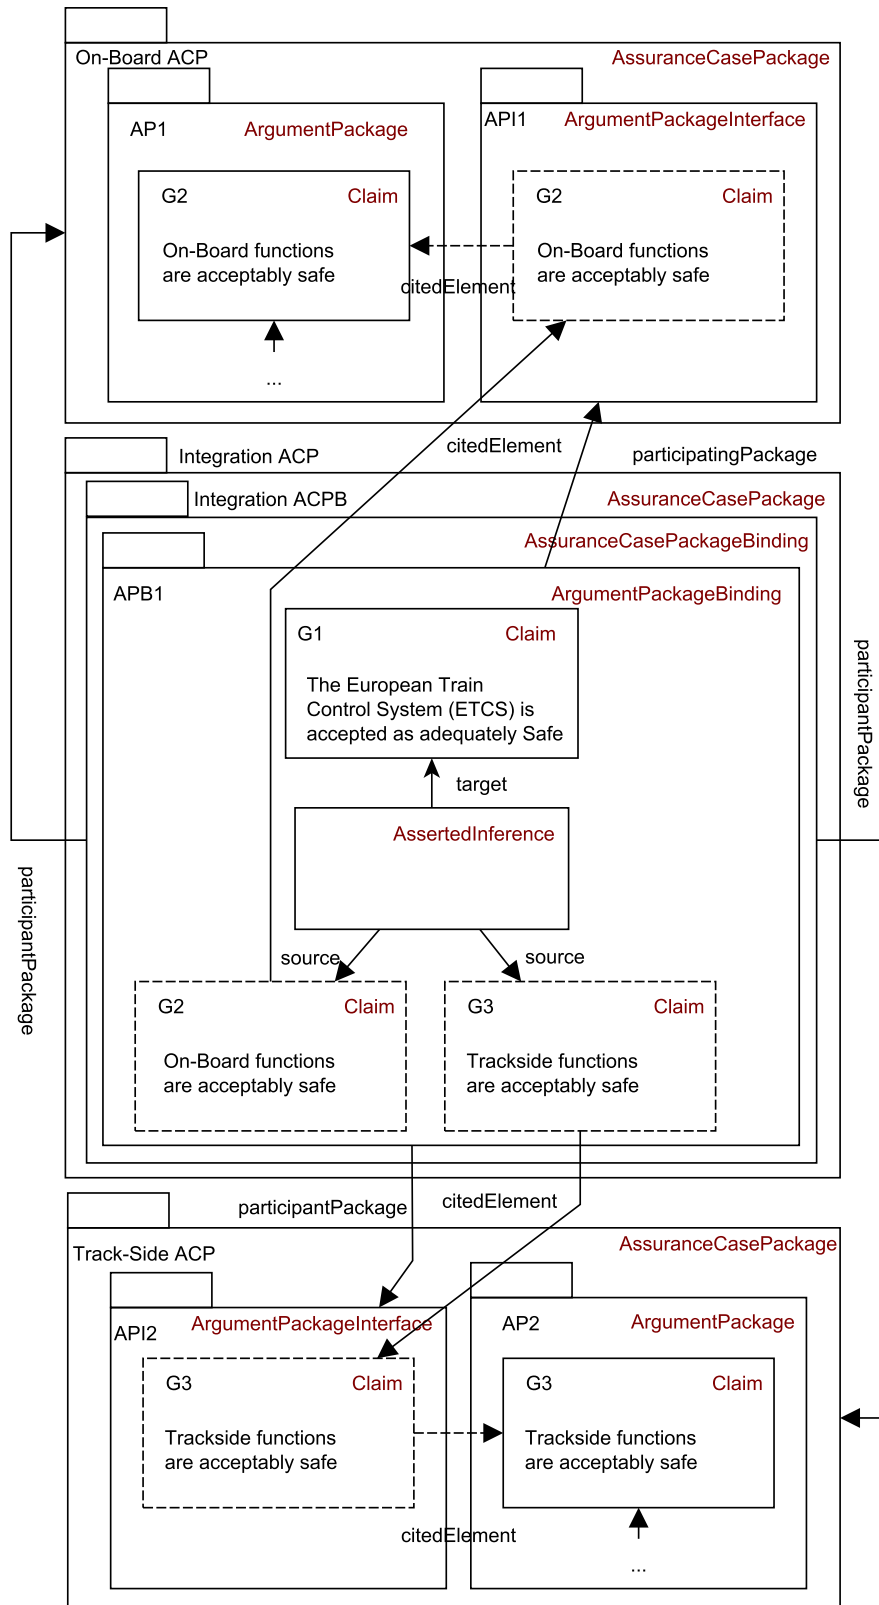 On-Board ACP
AssuranceCasePackage
AP1
ArgumentPackage
API1
ArgumentPackageInterface
G2
Claim
On-Board functions
are acceptably safe
G2
Claim
On-Board functions
are acceptably safe
citedElement
...
citedElement
participatingPackage
Integration ACP
Integration ACPB
AssuranceCasePackage
AssuranceCasePackageBinding
APB1
ArgumentPackageBinding
G1
Claim
The European Train
Control System (ETCS) is
accepted as adequately Safe
participantPackage
target
AssertedInference
participantPackage
source
source
G2
Claim
On-Board functions
are acceptably safe
G3
Claim
Trackside functions
are acceptably safe
participantPackage
citedElement
Track-Side ACP
AssuranceCasePackage
API2
ArgumentPackageInterface
AP2
ArgumentPackage
G3
Claim
Trackside functions
are acceptably safe
G3
Claim
Trackside functions
are acceptably safe
citedElement
...